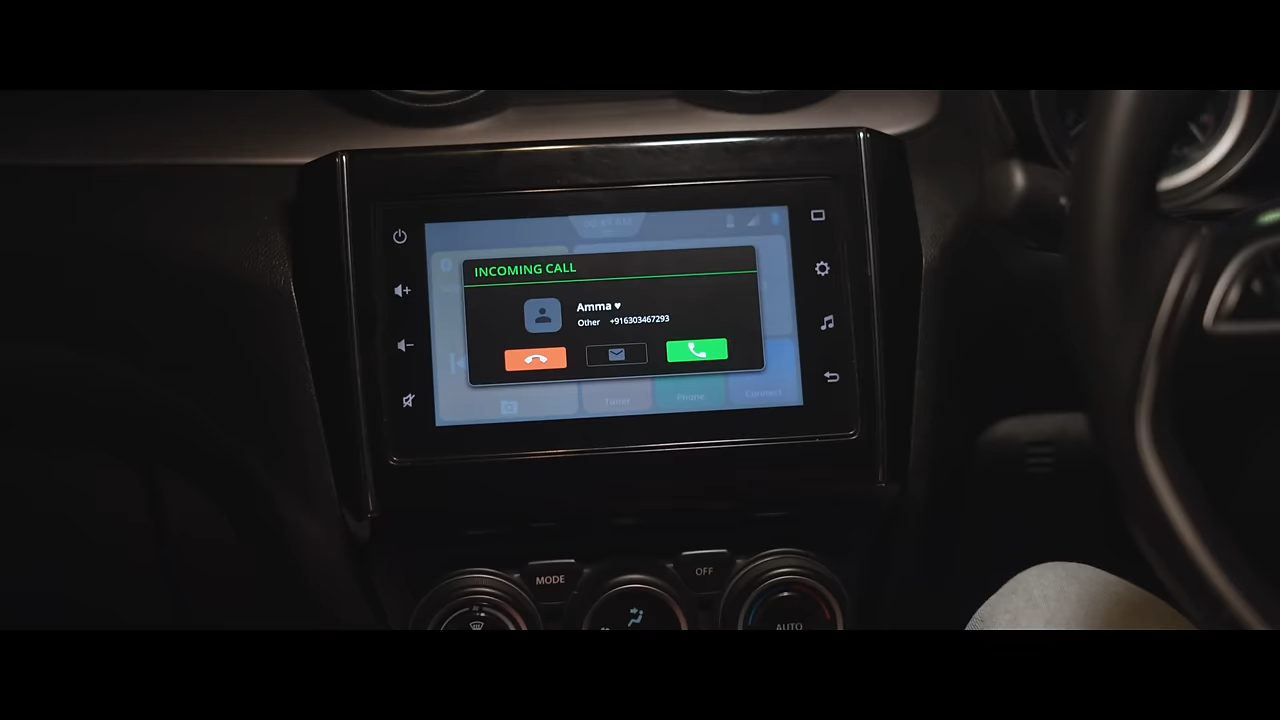 INCOMING CALL
Amma ♥
Other +916303467293
Tuner
Phone
Connect
MODE
OFF
AUTO